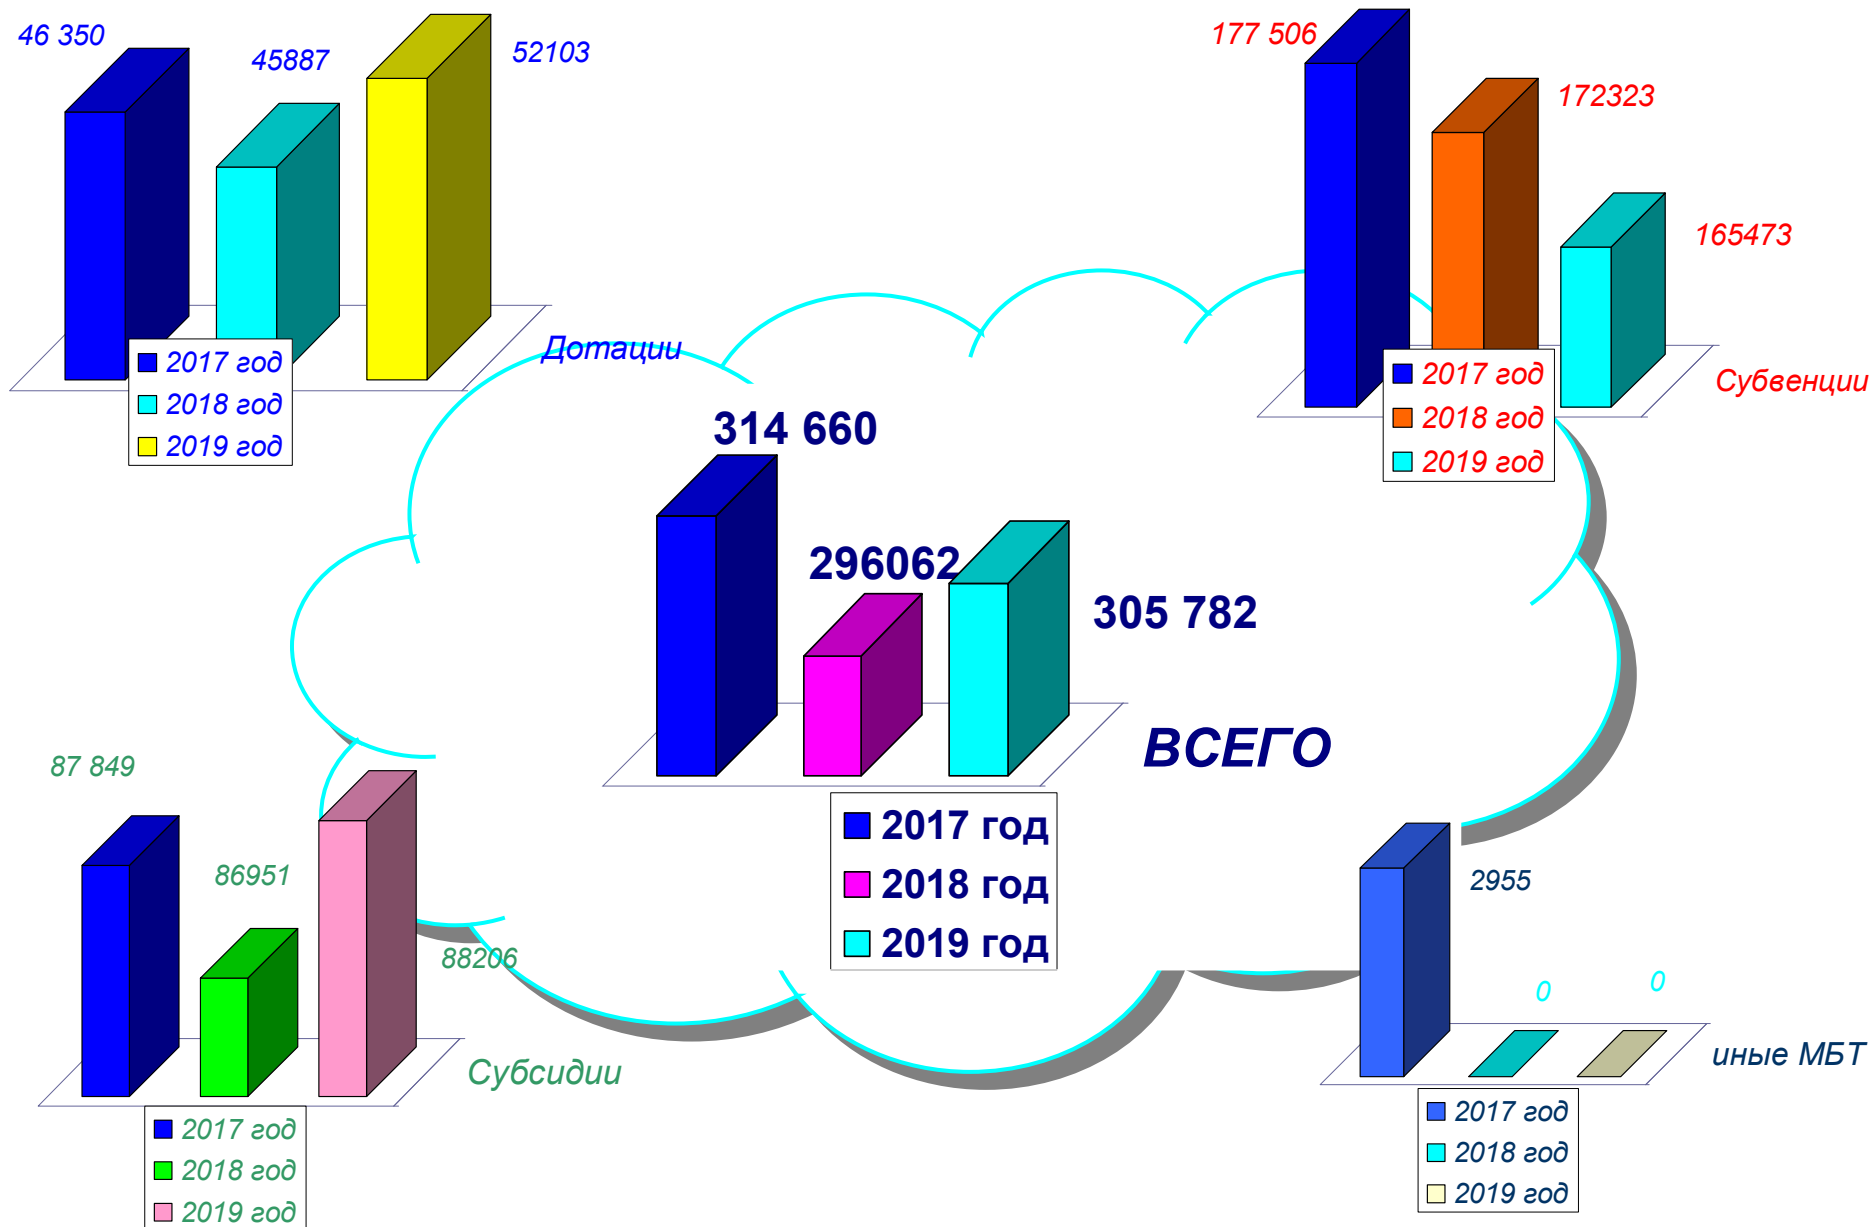 46 350
45887
52103
Дотации
2017 год
2018 год
2019 год
177 506
172323
165473
Субвенции
2017 год
2018 год
2019 год
314 660
296062
305 782
ВСЕГО
2017 год
2018 год
2019 год
87 849
86951
88206
Субсидии
2017 год
2018 год
2019 год
2955
0
0
иные МБТ
2017 год
2018 год
2019 год